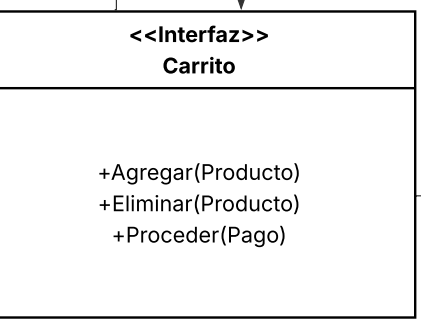 <<Interfaz>>
Carrito
+Agregar(Producto)
+Eliminar(Producto)
+Proceder(Pago)